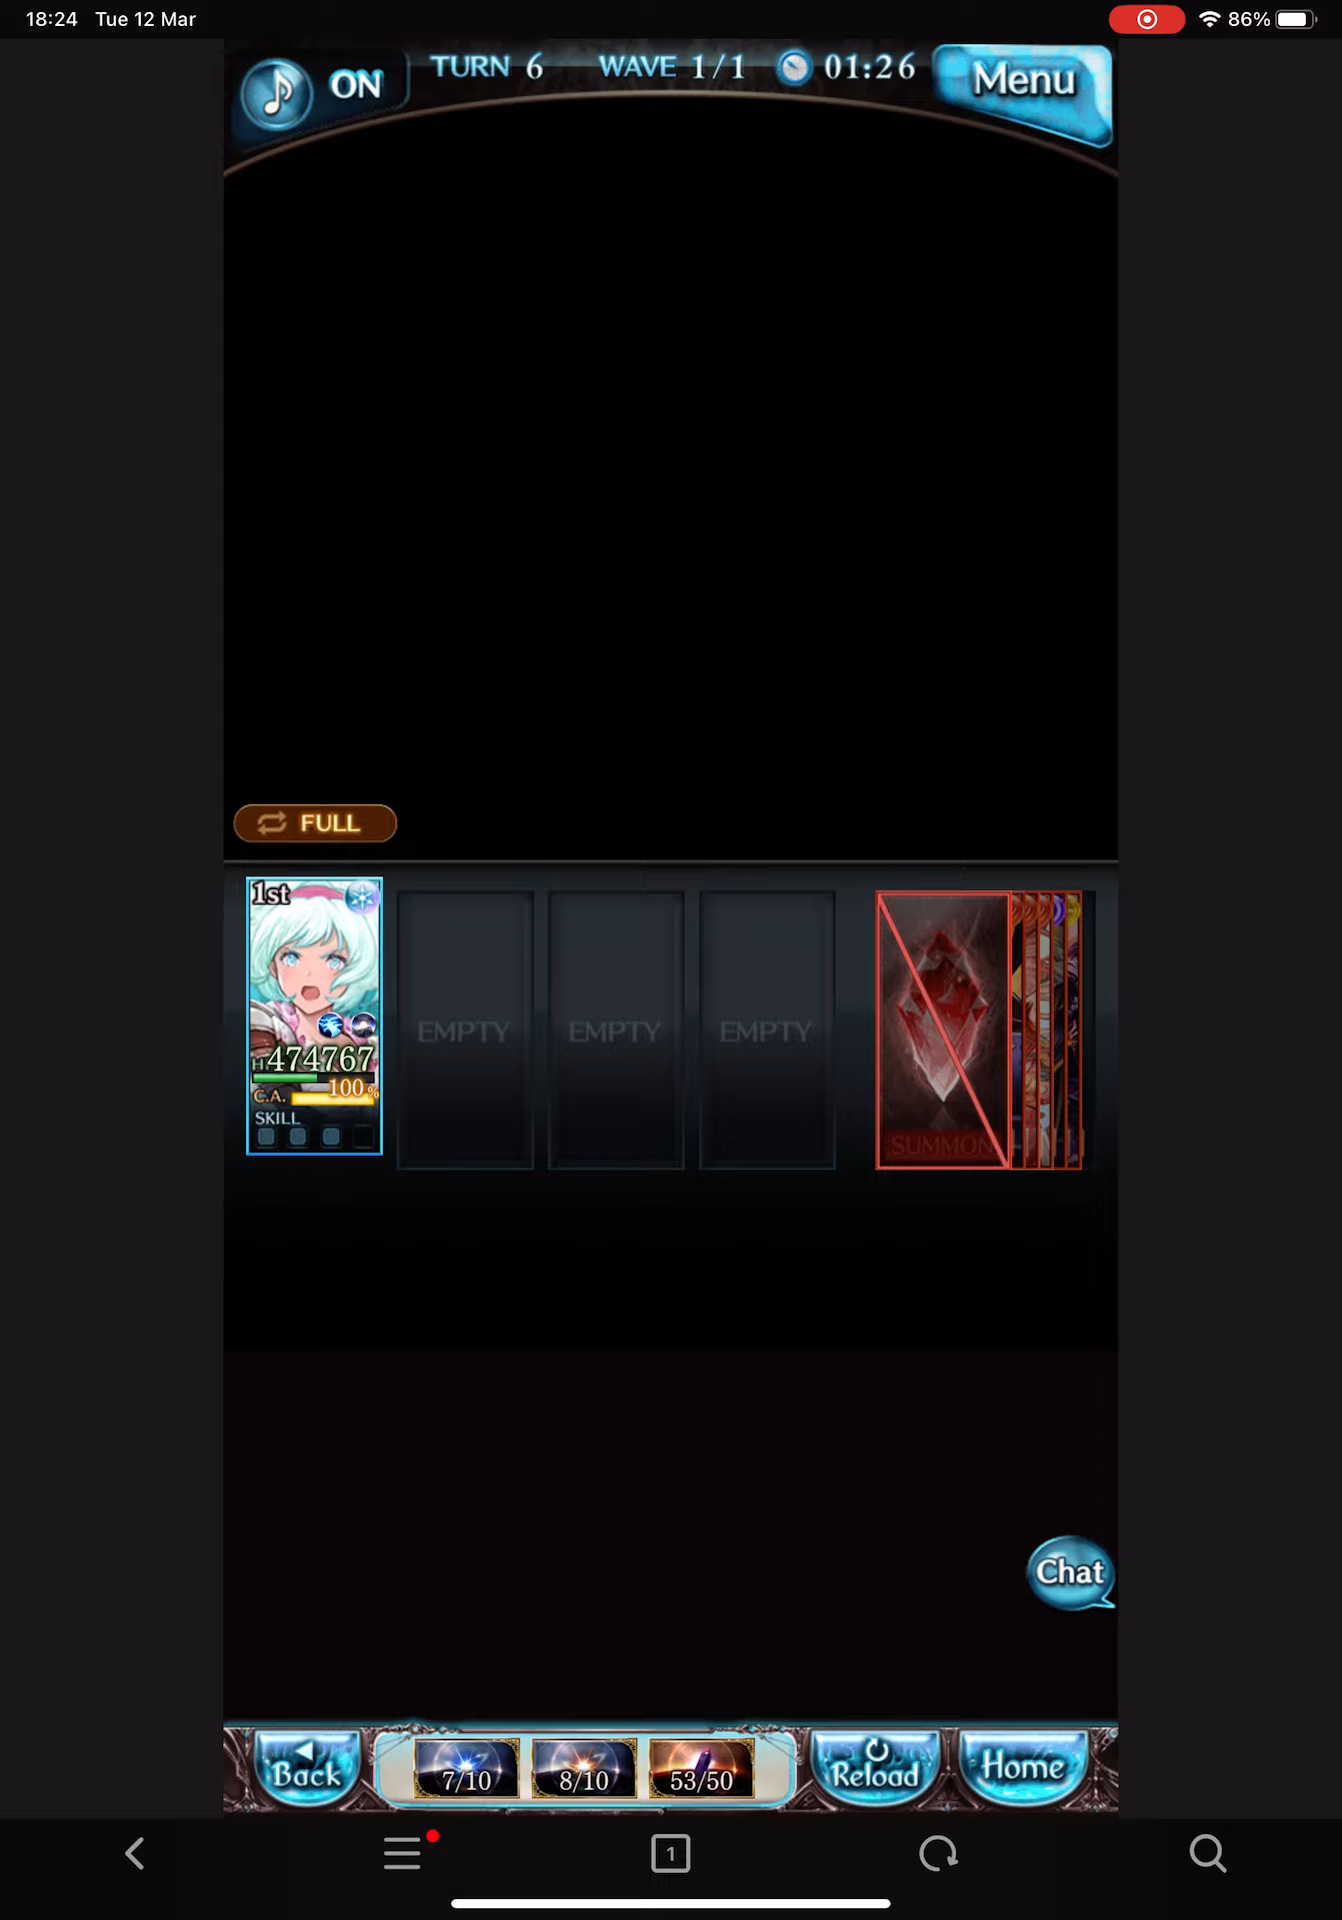 18:24 Tue 12 Mar
86%
ON
TURN 6
WAVE 1/1
01:26
Menu
FULL
1st
474767
C.A. 100%
SKILL
EMPTY
EMPTY
EMPTY
SUMMON
Chat
Back
7/10
8/10
53/50
Reload
Home
1